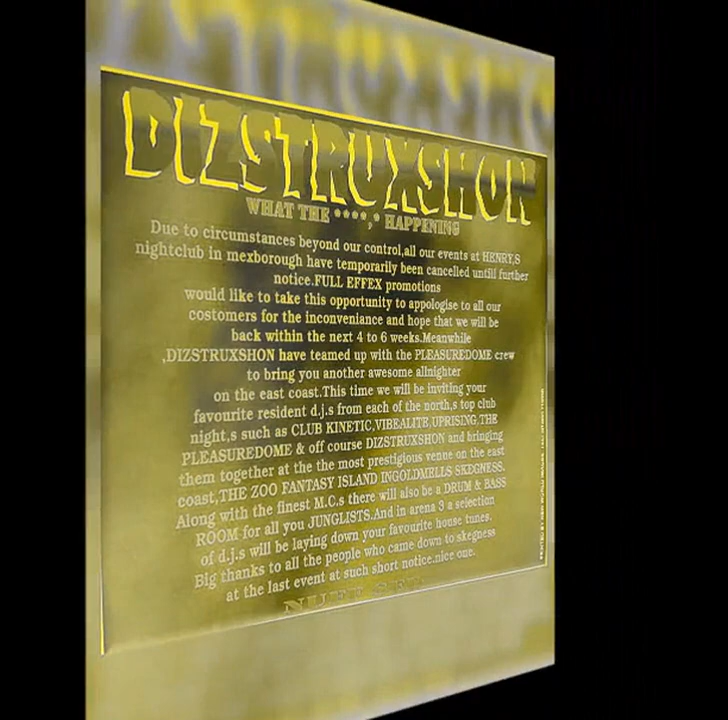 DIZSTRUXSHON
WHAT THE ****,* HAPPENING
Due to circumstances beyond our control,all our events at HENRY,S
nightclub in mexborough have temporarily been cancelled untill further
notice.FULL EFFEX promotions
would like to take this opportunity to appologise to all our
costomers for the inconveniance and hope that we will be
back within the next 4 to 6 weeks.Meanwhile
,DIZSTRUXSHON have teamed up with the PLEASUREDOME crew
to bring you another awesome allnighter
on the east coast.This time we will be inviting your
favourite resident d.j.s from each of the north,s top club
night,s such as CLUB KINETIC,VIBEALITE,UPRISING,THE
PLEASUREDOME & off course DIZSTRUXSHON and bringing
them together at the the most prestigious venue on the east
coast,THE ZOO FANTASY ISLAND INGOLDMELLS SKEGNESS.
Along with the finest M.C.s there will also be a DRUM & BASS
ROOM for all you JUNGLISTS.And in arena 3 a selection
of d.j.s will be laying down your favourite house tunes.
Big thanks to all the people who came down to skegness
at the last event at such short notice.nice one.